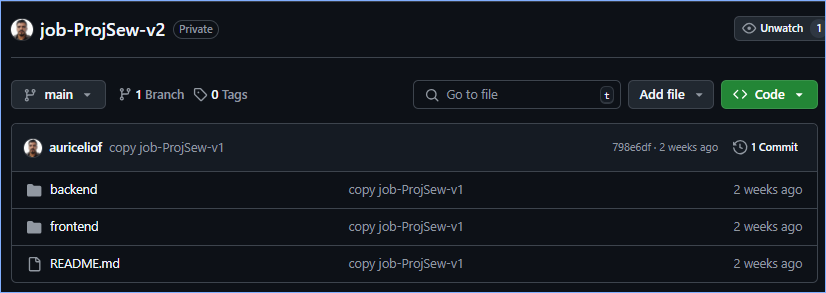 job-ProjSew-v2 Private Unwatch 1
main 1 Branch 0 Tags Go to file t Add file <> Code
auriceliof copy job-ProjSew-v1 798e6df · 2 weeks ago 1 Commit
backend copy job-ProjSew-v1 2 weeks ago
frontend copy job-ProjSew-v1 2 weeks ago
README.md copy job-ProjSew-v1 2 weeks ago